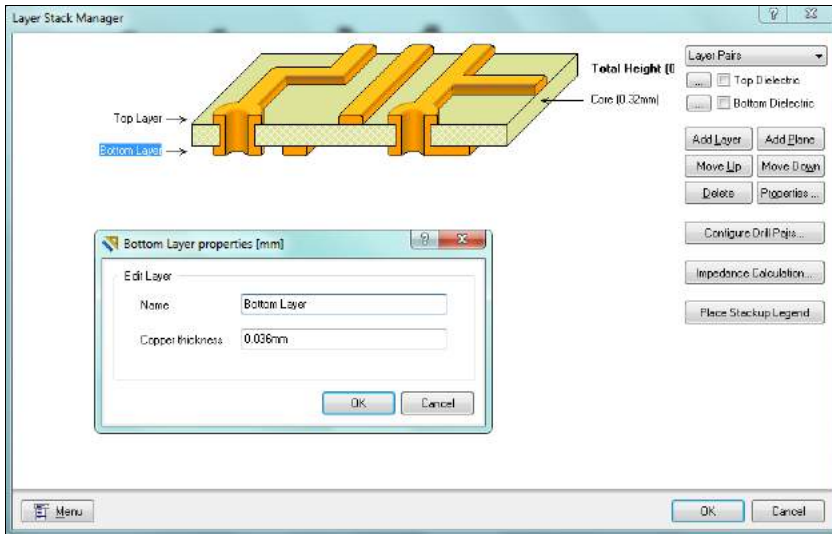 Layer Stack Manager
Total Height (0
Core (0.32mm)
Top Layer
Bottom Layer
Layer Pairs
... Top Dielectric
... Bottom Dielectric
Add Layer Add Plane
Move Up Move Down
Delete Properties ...
Configure Drill Pairs...
Impedance Calculation...
Place Stackup Legend
Bottom Layer properties [mm]
Edit Layer
Name Bottom Layer
Copper thickness 0.036mm
OK Cancel
Menu
OK Cancel